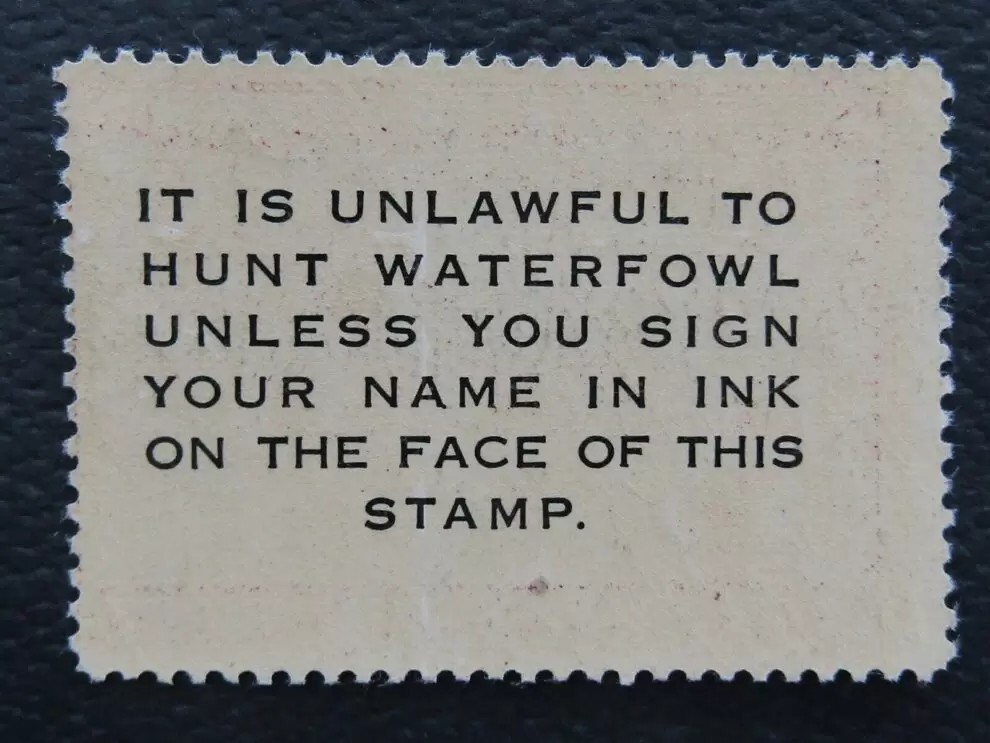 IT IS UNLAWFUL TO
HUNT WATERFOWL
UNLESS YOU SIGN
YOUR NAME IN INK
ON THE FACE OF THIS
STAMP.